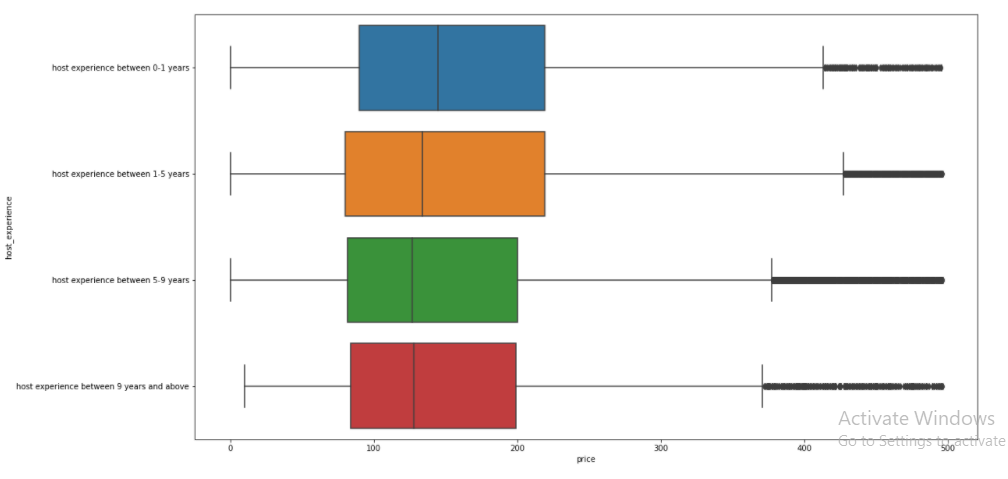 host experience between 0-1 years
host experience between 1-5 years
host_experience
host experience between 5-9 years
host experience between 9 years and above
0
100
200
300
400
500
price
Activate Windows
Go to Settings to activate